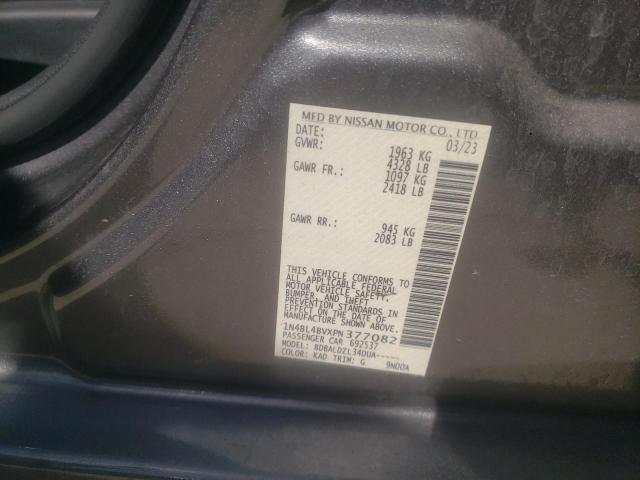 MFD BY NISSAN MOTOR CO., LTD.
DATE: 03/23
GVWR: 1963 KG
4328 LB
GAWR FR.: 1097 KG
2418 LB
GAWR RR.: 945 KG
2083 LB
THIS VEHICLE CONFORMS TO
ALL APPLICABLE FEDERAL
MOTOR VEHICLE SAFETY,
BUMPER, AND THEFT
PREVENTION STANDARDS IN
EFFECT ON THE DATE OF
MANUFACTURE SHOWN ABOVE.
1N4BL4BVXPN377082
PASSENGER CAR 692537
MODEL: BDBALDZL34DUA-----
COLOR: KAD TRIM: G 9N00A